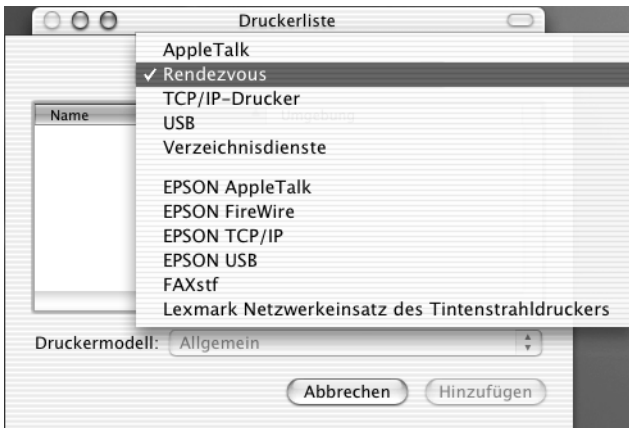 Druckerliste
AppleTalk
✓ Rendezvous
TCP/IP-Drucker
Name
Umgebung
USB
Verzeichnisdienste
EPSON AppleTalk
EPSON FireWire
EPSON TCP/IP
EPSON USB
FAXstf
Lexmark Netzwerkeinsatz des Tintenstrahldruckers
Druckermodell: Allgemein
Abbrechen Hinzufügen